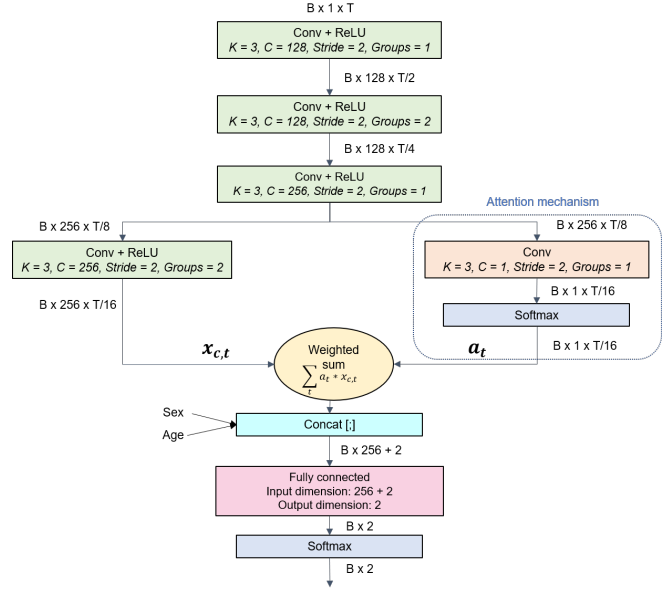 B x 1 x T
Conv + ReLU
K = 3, C = 128, Stride = 2, Groups = 1
B x 128 x T/2
Conv + ReLU
K = 3, C = 128, Stride = 2, Groups = 2
B x 128 x T/4
Conv + ReLU
K = 3, C = 256, Stride = 2, Groups = 1
Attention mechanism
B x 256 x T/8
B x 256 x T/8
Conv + ReLU
K = 3, C = 256, Stride = 2, Groups = 2
Conv
K = 3, C = 1, Stride = 2, Groups = 1
B x 256 x T/16
B x 1 x T/16
Softmax
x_{c,t}
a_t
B x 1 x T/16
Weighted
sum
∑_t a_t * x_{c,t}
Sex
Age
Concat [;]
B x 256 + 2
Fully connected
Input dimension: 256 + 2
Output dimension: 2
B x 2
Softmax
B x 2